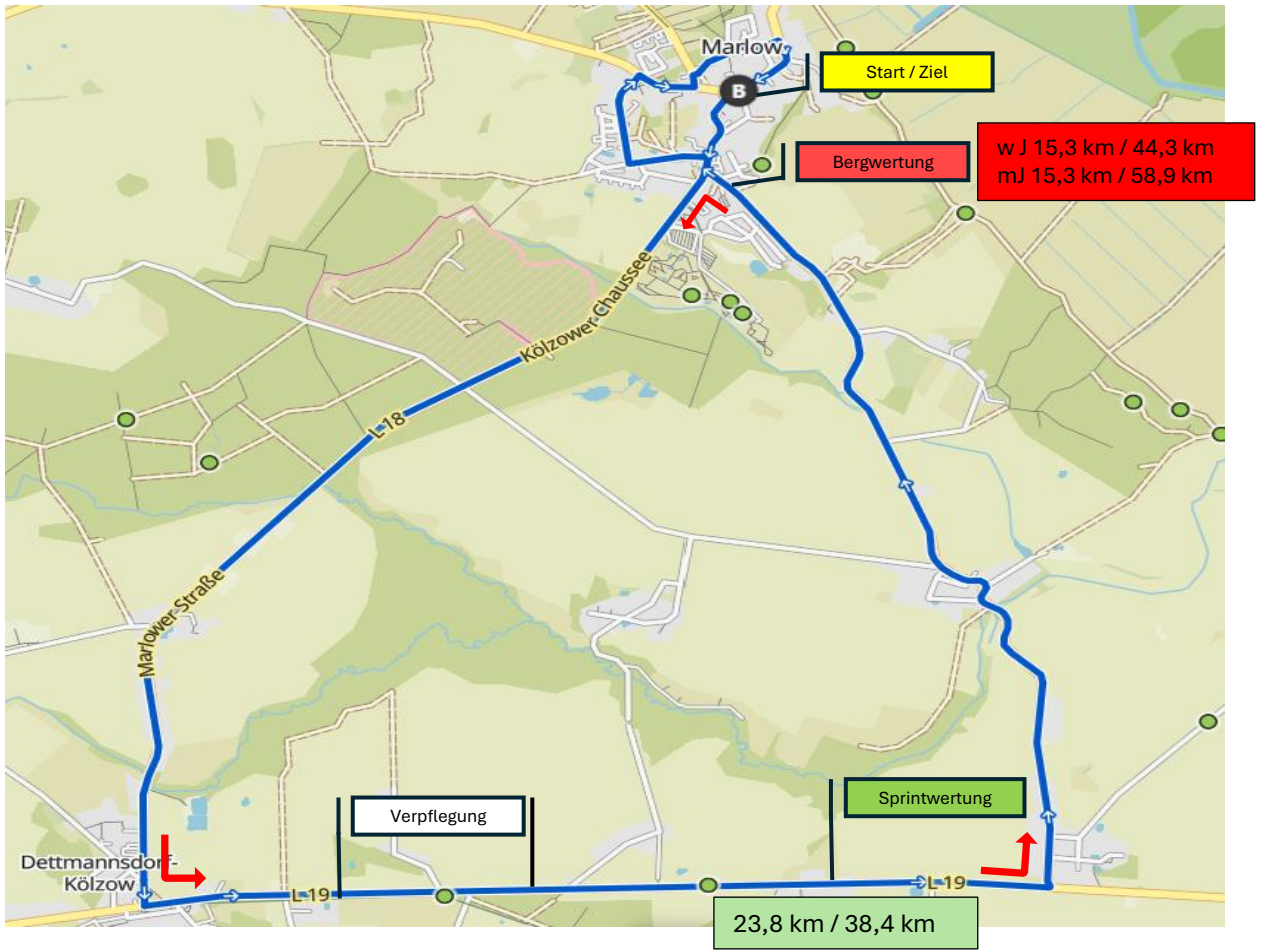 Marlow
Start / Ziel
B
Bergwertung
w J 15,3 km / 44,3 km
mJ 15,3 km / 58,9 km
Kölzower Chaussee
L 18
Marlower Straße
Verpflegung
Sprintwertung
Dettmannsdorf-
Kölzow
L 19
L 19
23,8 km / 38,4 km